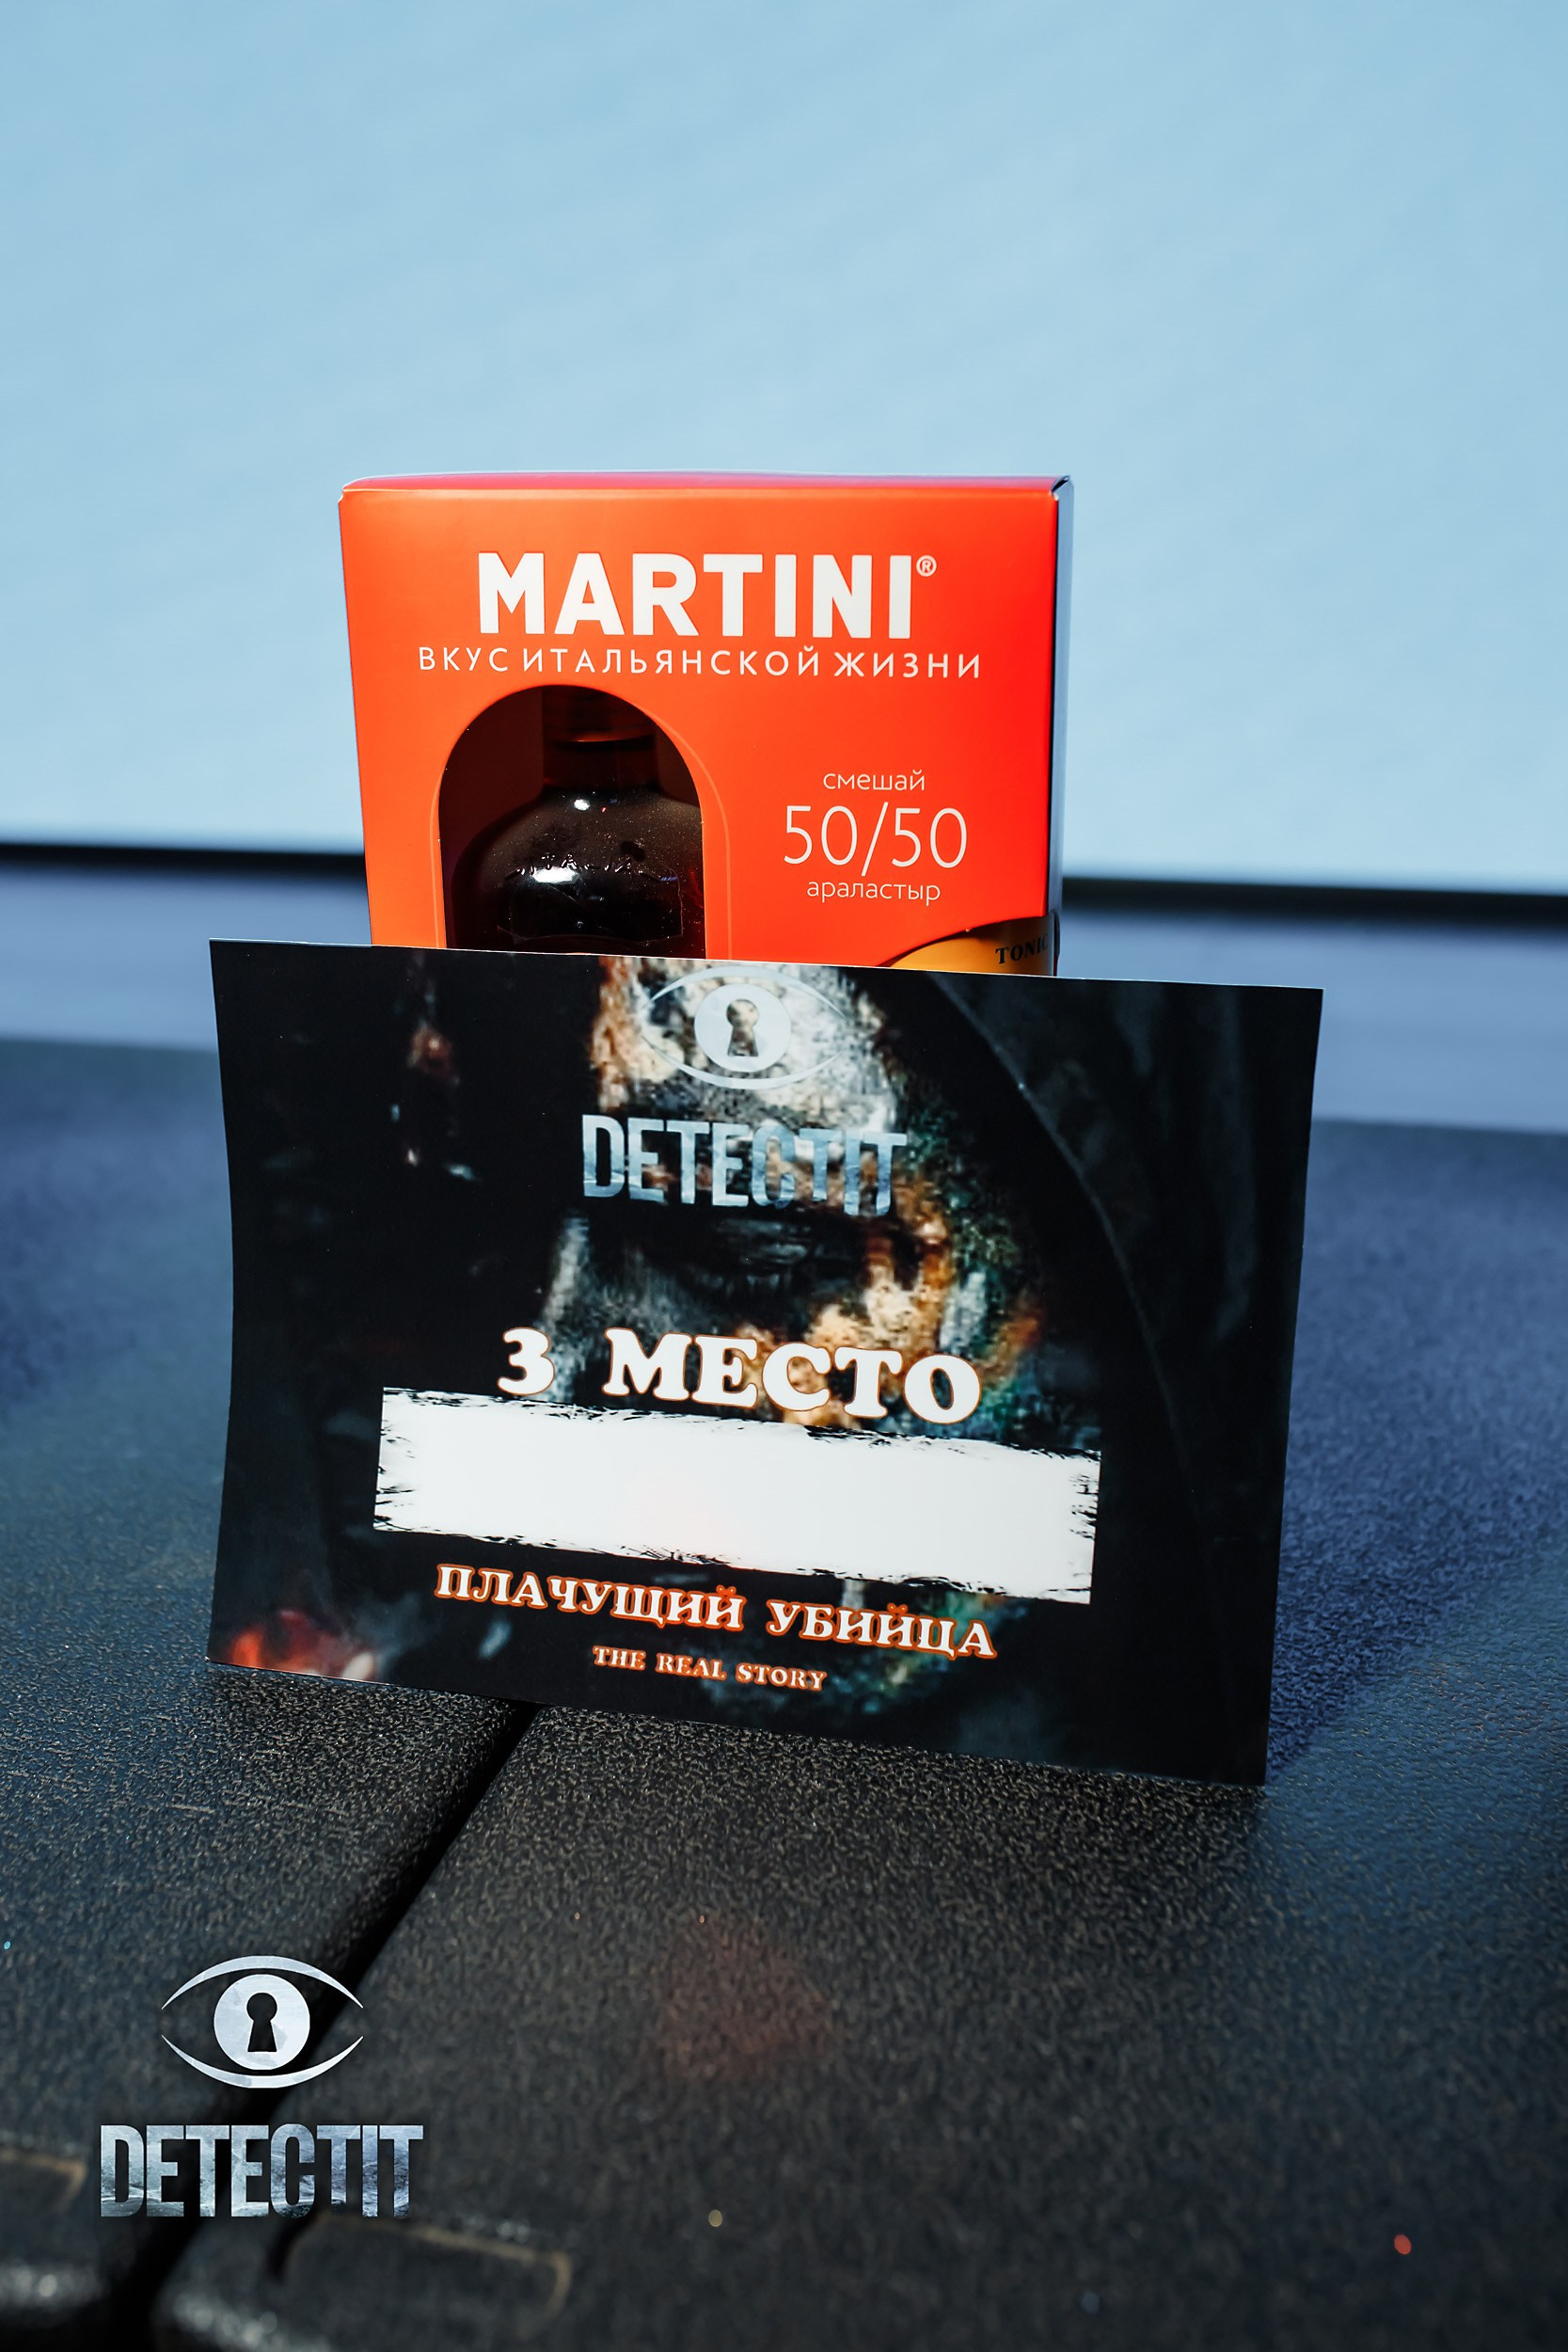 MARTINI®
ВКУС ИТАЛЬЯНСКОЙ ЖИЗНИ
смешай
50/50
араластыр
TONIC
DETECTIT
3 МЕСТО
ПЛАЧУЩИЙ УБИЙЦА
THE REAL STORY
DETECTIT